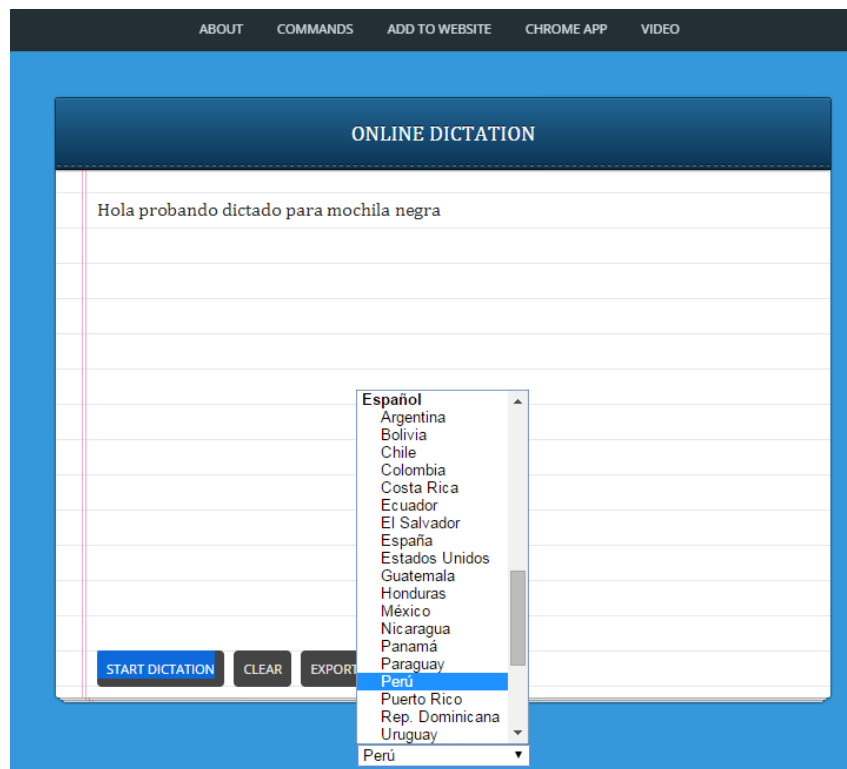 ABOUT COMMANDS ADD TO WEBSITE CHROME APP VIDEO
ONLINE DICTATION
Hola probando dictado para mochila negra
Español
Argentina
Bolivia
Chile
Colombia
Costa Rica
Ecuador
El Salvador
España
Estados Unidos
Guatemala
Honduras
México
Nicaragua
Panamá
Paraguay
Perú
Puerto Rico
Rep. Dominicana
Uruguay
START DICTATION CLEAR EXPORT
Perú